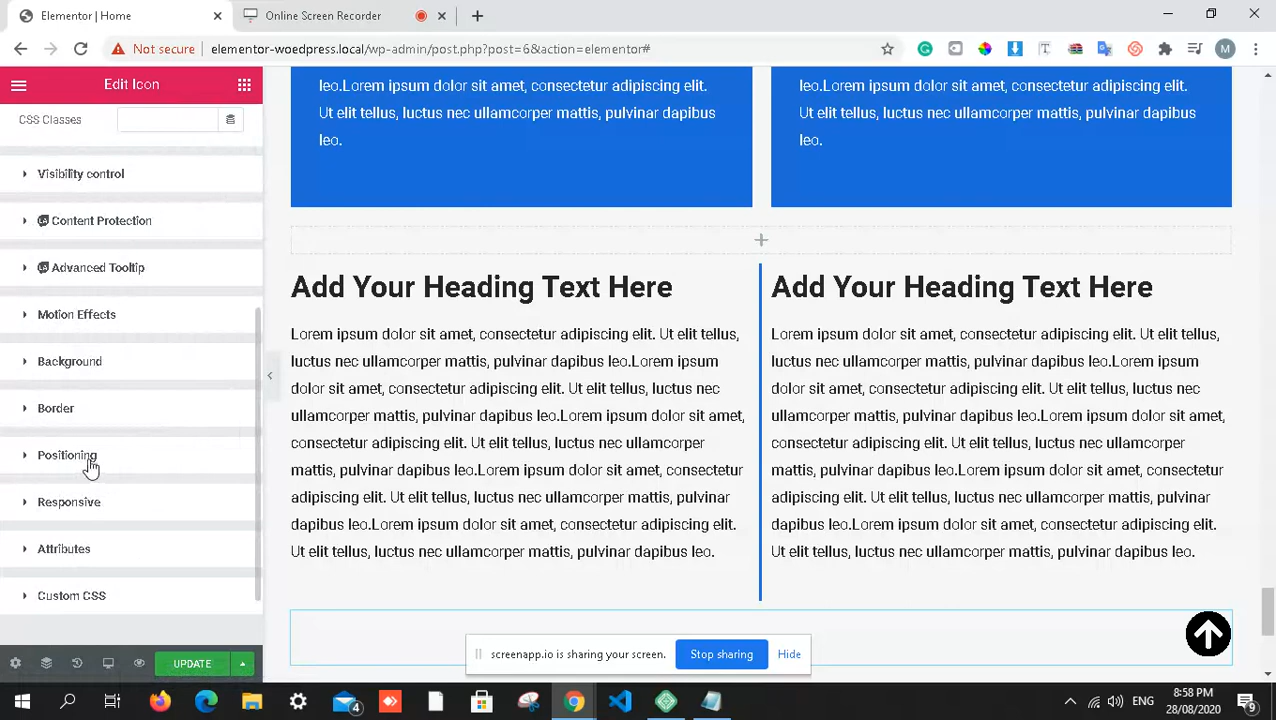 Elementor | Home
Online Screen Recorder
Not secure
elementor-woedpress.local/wp-admin/post.php?post=6&action=elementor#
M
Edit Icon
CSS Classes
Visibility control
Content Protection
Advanced Tooltip
Motion Effects
Background
Border
Positioning
Responsive
Attributes
Custom CSS
UPDATE
leo.Lorem ipsum dolor sit amet, consectetur adipiscing elit.
Ut elit tellus, luctus nec ullamcorper mattis, pulvinar dapibus
leo.
leo.Lorem ipsum dolor sit amet, consectetur adipiscing elit.
Ut elit tellus, luctus nec ullamcorper mattis, pulvinar dapibus
leo.
Add Your Heading Text Here
Lorem ipsum dolor sit amet, consectetur adipiscing elit. Ut elit tellus,
luctus nec ullamcorper mattis, pulvinar dapibus leo.Lorem ipsum
dolor sit amet, consectetur adipiscing elit. Ut elit tellus, luctus nec
ullamcorper mattis, pulvinar dapibus leo.Lorem ipsum dolor sit amet,
consectetur adipiscing elit. Ut elit tellus, luctus nec ullamcorper
mattis, pulvinar dapibus leo.Lorem ipsum dolor sit amet, consectetur
adipiscing elit. Ut elit tellus, luctus nec ullamcorper mattis, pulvinar
dapibus leo.Lorem ipsum dolor sit amet, consectetur adipiscing elit.
Ut elit tellus, luctus nec ullamcorper mattis, pulvinar dapibus leo.
Add Your Heading Text Here
Lorem ipsum dolor sit amet, consectetur adipiscing elit. Ut elit tellus,
luctus nec ullamcorper mattis, pulvinar dapibus leo.Lorem ipsum
dolor sit amet, consectetur adipiscing elit. Ut elit tellus, luctus nec
ullamcorper mattis, pulvinar dapibus leo.Lorem ipsum dolor sit amet,
consectetur adipiscing elit. Ut elit tellus, luctus nec ullamcorper
mattis, pulvinar dapibus leo.Lorem ipsum dolor sit amet, consectetur
adipiscing elit. Ut elit tellus, luctus nec ullamcorper mattis, pulvinar
dapibus leo.Lorem ipsum dolor sit amet, consectetur adipiscing elit.
Ut elit tellus, luctus nec ullamcorper mattis, pulvinar dapibus leo.
screenapp.io is sharing your screen.
Stop sharing
Hide
4
ENG
8:58 PM
28/08/2020
9